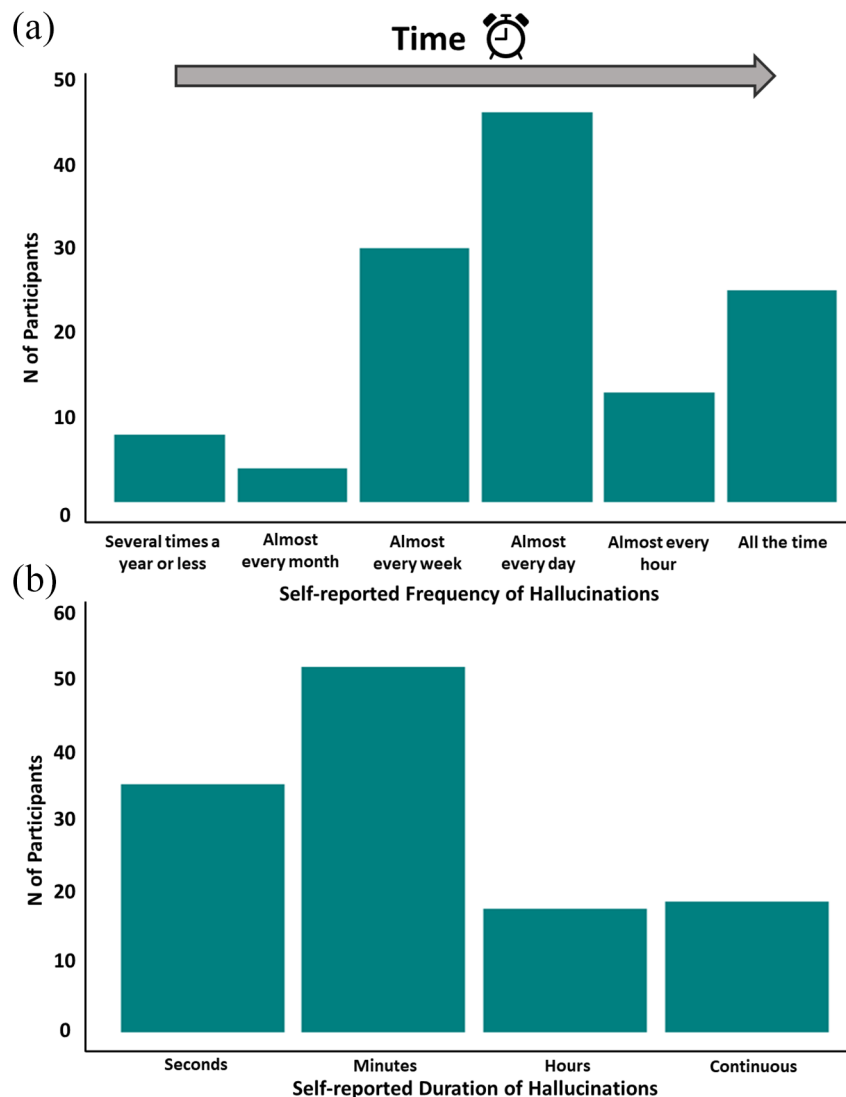 (a)
Time
50
40
30
20
10
0
N of Participants
Several times a
year or less
Almost
every month
Almost
every week
Almost
every day
Almost every
hour
All the time
Self-reported Frequency of Hallucinations
(b)
60
50
40
30
20
10
0
N of Participants
Seconds
Minutes
Hours
Continuous
Self-reported Duration of Hallucinations